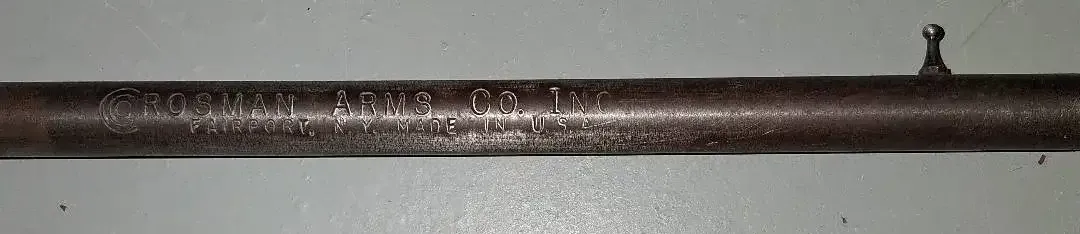 CROSMAN ARMS CO. INC
FAIRPORT, N.Y. MADE IN U.S.A